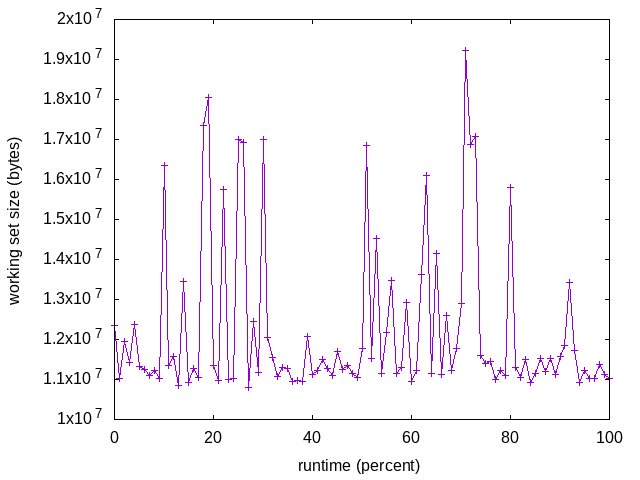 2x10^7
1.9x10^7
1.8x10^7
1.7x10^7
1.6x10^7
1.5x10^7
1.4x10^7
1.3x10^7
1.2x10^7
1.1x10^7
1x10^7
working set size (bytes)
0 20 40 60 80 100
runtime (percent)